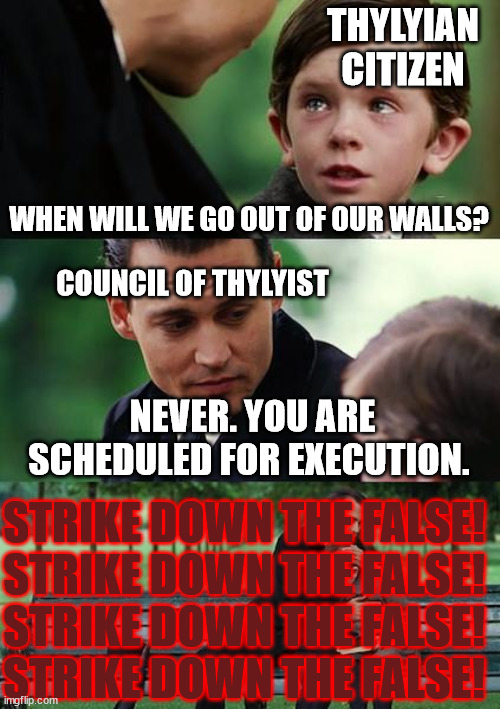 THYLYIAN
CITIZEN
WHEN WILL WE GO OUT OF OUR WALLS?
COUNCIL OF THYLYIST
NEVER. YOU ARE
SCHEDULED FOR EXECUTION.
STRIKE DOWN THE FALSE!
STRIKE DOWN THE FALSE!
STRIKE DOWN THE FALSE!
STRIKE DOWN THE FALSE!
imgflip.com